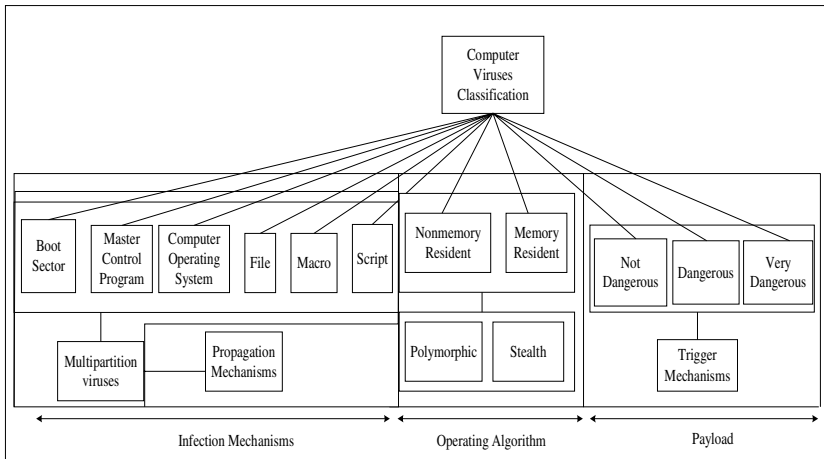 Computer
Viruses
Classification
Boot
Sector
Master
Control
Program
Computer
Operating
System
File
Macro
Script
Nonmemory
Resident
Memory
Resident
Not
Dangerous
Dangerous
Very
Dangerous
Multipartition
viruses
Propagation
Mechanisms
Polymorphic
Stealth
Trigger
Mechanisms
Infection Mechanisms
Operating Algorithm
Payload